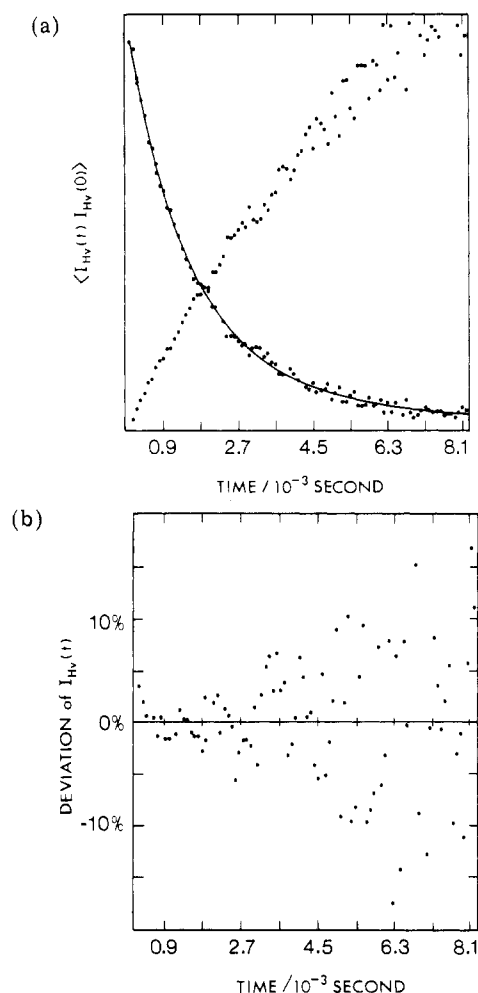 (a)
⟨I_Hv(t) I_Hv(0)⟩
0.9 2.7 4.5 6.3 8.1
TIME / 10⁻³ SECOND
(b)
DEVIATION of I_Hv(t)
10%
0%
-10%
0.9 2.7 4.5 6.3 8.1
TIME /10⁻³ SECOND